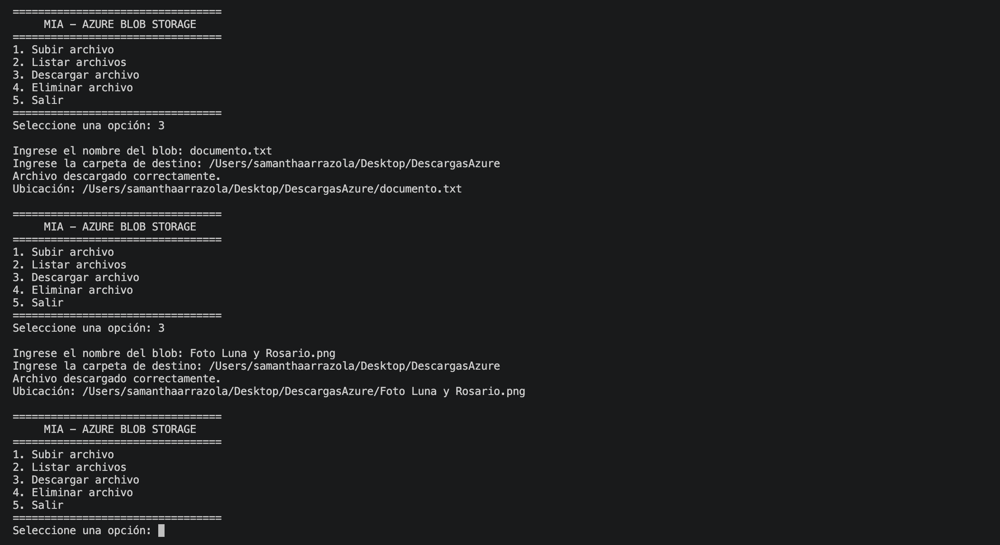 =================================
MIA - AZURE BLOB STORAGE
=================================
1. Subir archivo
2. Listar archivos
3. Descargar archivo
4. Eliminar archivo
5. Salir
=================================
Seleccione una opción: 3
Ingrese el nombre del blob: documento.txt
Ingrese la carpeta de destino: /Users/samanthaarrazola/Desktop/DescargasAzure
Archivo descargado correctamente.
Ubicación: /Users/samanthaarrazola/Desktop/DescargasAzure/documento.txt
=================================
MIA - AZURE BLOB STORAGE
=================================
1. Subir archivo
2. Listar archivos
3. Descargar archivo
4. Eliminar archivo
5. Salir
=================================
Seleccione una opción: 3
Ingrese el nombre del blob: Foto Luna y Rosario.png
Ingrese la carpeta de destino: /Users/samanthaarrazola/Desktop/DescargasAzure
Archivo descargado correctamente.
Ubicación: /Users/samanthaarrazola/Desktop/DescargasAzure/Foto Luna y Rosario.png
=================================
MIA - AZURE BLOB STORAGE
=================================
1. Subir archivo
2. Listar archivos
3. Descargar archivo
4. Eliminar archivo
5. Salir
=================================
Seleccione una opción: